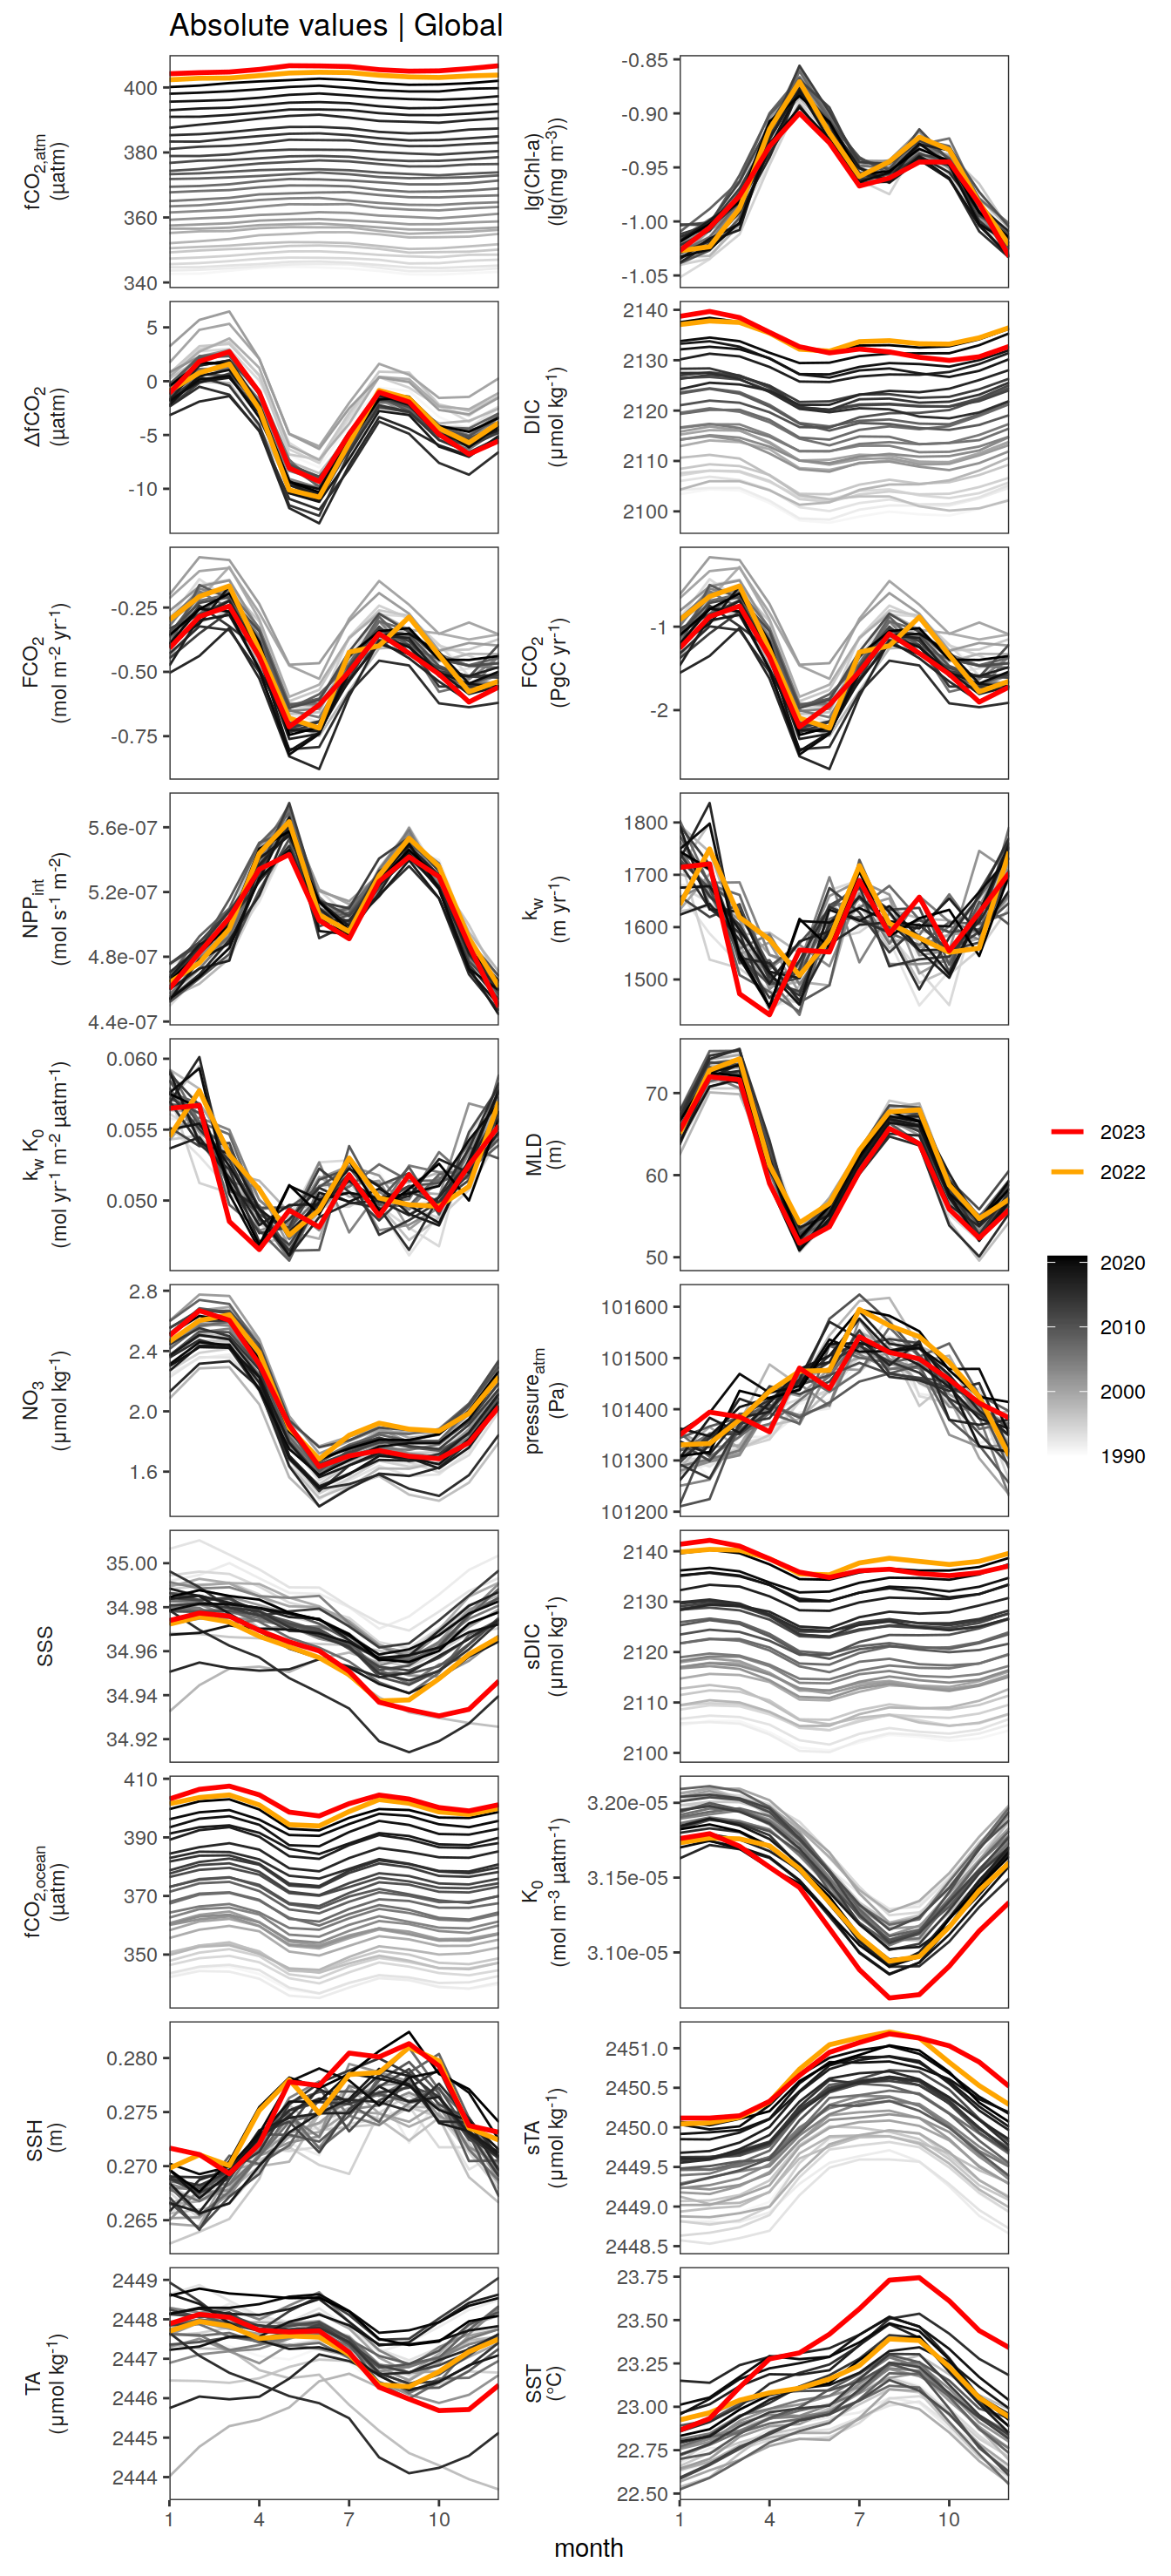 Absolute values | Global
fCO2,atm
(µatm)
400
380
360
340
lg(Chl-a)
(lg(mg m-3))
-0.85
-0.90
-0.95
-1.00
-1.05
ΔfCO2
(µatm)
5
0
-5
-10
DIC
(µmol kg-1)
2140
2130
2120
2110
2100
FCO2
(mol m-2 yr-1)
-0.25
-0.50
-0.75
FCO2
(PgC yr-1)
-1
-2
NPPint
(mol s-1 m-2)
5.6e-07
5.2e-07
4.8e-07
4.4e-07
kw
(m yr-1)
1800
1700
1600
1500
kw K0
(mol yr-1 m-2 µatm-1)
0.060
0.055
0.050
MLD
(m)
70
60
50
2023
2022
2020
2010
2000
1990
NO3
(µmol kg-1)
2.8
2.4
2.0
1.6
pressureatm
(Pa)
101600
101500
101400
101300
101200
SSS
35.00
34.98
34.96
34.94
34.92
sDIC
(µmol kg-1)
2140
2130
2120
2110
2100
fCO2,ocean
(µatm)
410
390
370
350
K0
(mol m-3 µatm-1)
3.20e-05
3.15e-05
3.10e-05
SSH
(m)
0.280
0.275
0.270
0.265
sTA
(µmol kg-1)
2451.0
2450.5
2450.0
2449.5
2449.0
2448.5
TA
(µmol kg-1)
2449
2448
2447
2446
2445
2444
SST
(°C)
23.75
23.50
23.25
23.00
22.75
22.50
1 4 7 10
1 4 7 10
month